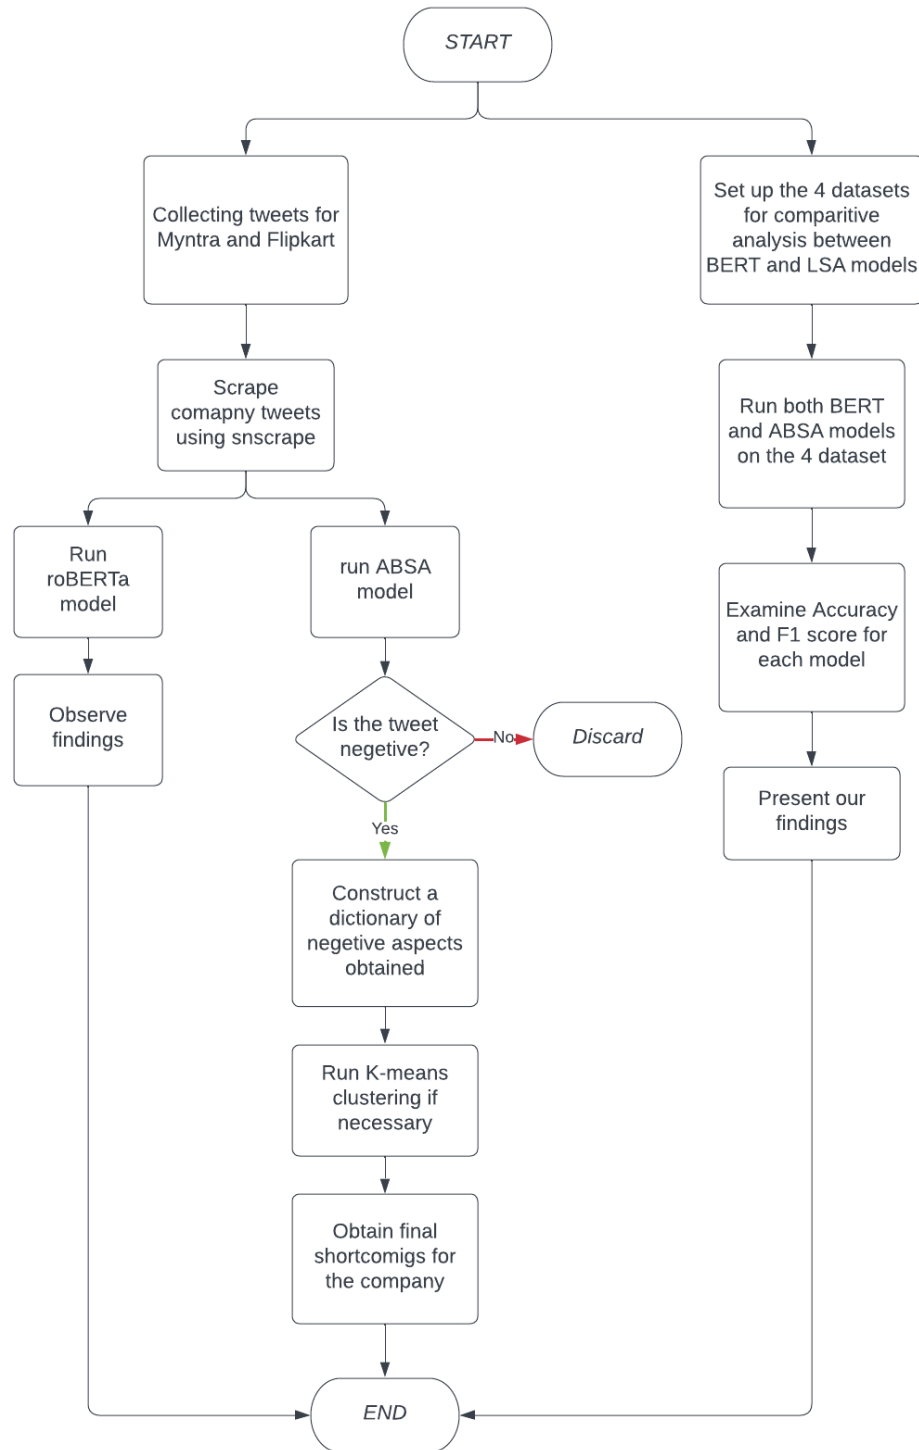 START
Collecting tweets for
Myntra and Flipkart
Set up the 4 datasets
for comparitive
analysis between
BERT and LSA models
Scrape
comapny tweets
using snscrape
Run both BERT
and ABSA models
on the 4 dataset
Run
roBERTa
model
run ABSA
model
Examine Accuracy
and F1 score for
each model
Observe
findings
Is the tweet
negetive?
No
Discard
Present our
findings
Yes
Construct a
dictionary of
negetive aspects
obtained
Run K-means
clustering if
necessary
Obtain final
shortcomigs for
the company
END